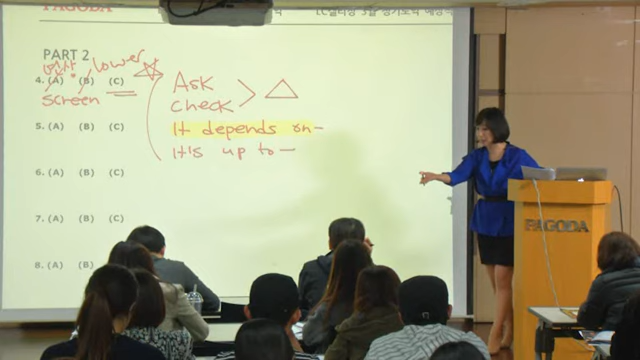 PAGODA
PART 2
lower
4. (A) (B) (C)
screen
Ask
check
5. (A) (B) (C)
It depends on ~
it's up to ~
6. (A) (B) (C)
7. (A) (B) (C)
8. (A) (B) (C)
PAGODA